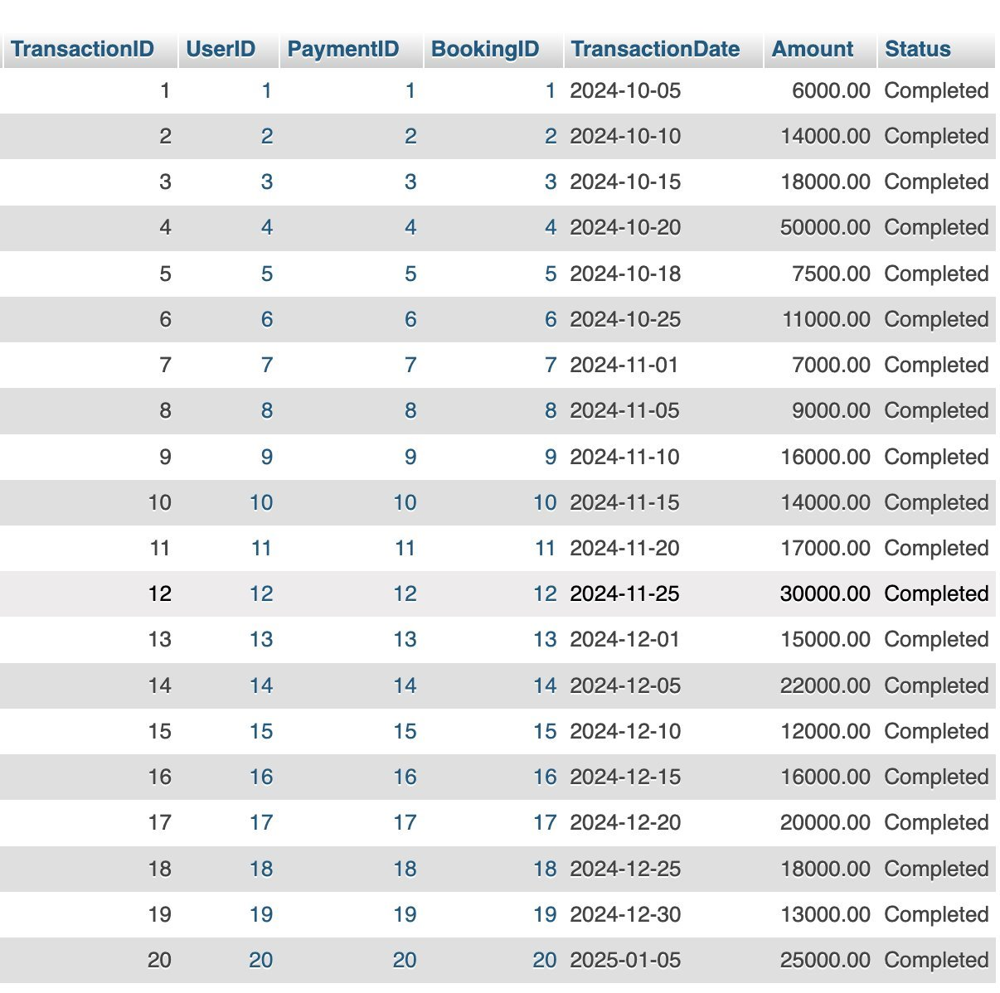 TransactionID UserID PaymentID BookingID TransactionDate Amount Status
1 1 1 1 2024-10-05 6000.00 Completed
2 2 2 2 2024-10-10 14000.00 Completed
3 3 3 3 2024-10-15 18000.00 Completed
4 4 4 4 2024-10-20 50000.00 Completed
5 5 5 5 2024-10-18 7500.00 Completed
6 6 6 6 2024-10-25 11000.00 Completed
7 7 7 7 2024-11-01 7000.00 Completed
8 8 8 8 2024-11-05 9000.00 Completed
9 9 9 9 2024-11-10 16000.00 Completed
10 10 10 10 2024-11-15 14000.00 Completed
11 11 11 11 2024-11-20 17000.00 Completed
12 12 12 12 2024-11-25 30000.00 Completed
13 13 13 13 2024-12-01 15000.00 Completed
14 14 14 14 2024-12-05 22000.00 Completed
15 15 15 15 2024-12-10 12000.00 Completed
16 16 16 16 2024-12-15 16000.00 Completed
17 17 17 17 2024-12-20 20000.00 Completed
18 18 18 18 2024-12-25 18000.00 Completed
19 19 19 19 2024-12-30 13000.00 Completed
20 20 20 20 2025-01-05 25000.00 Completed